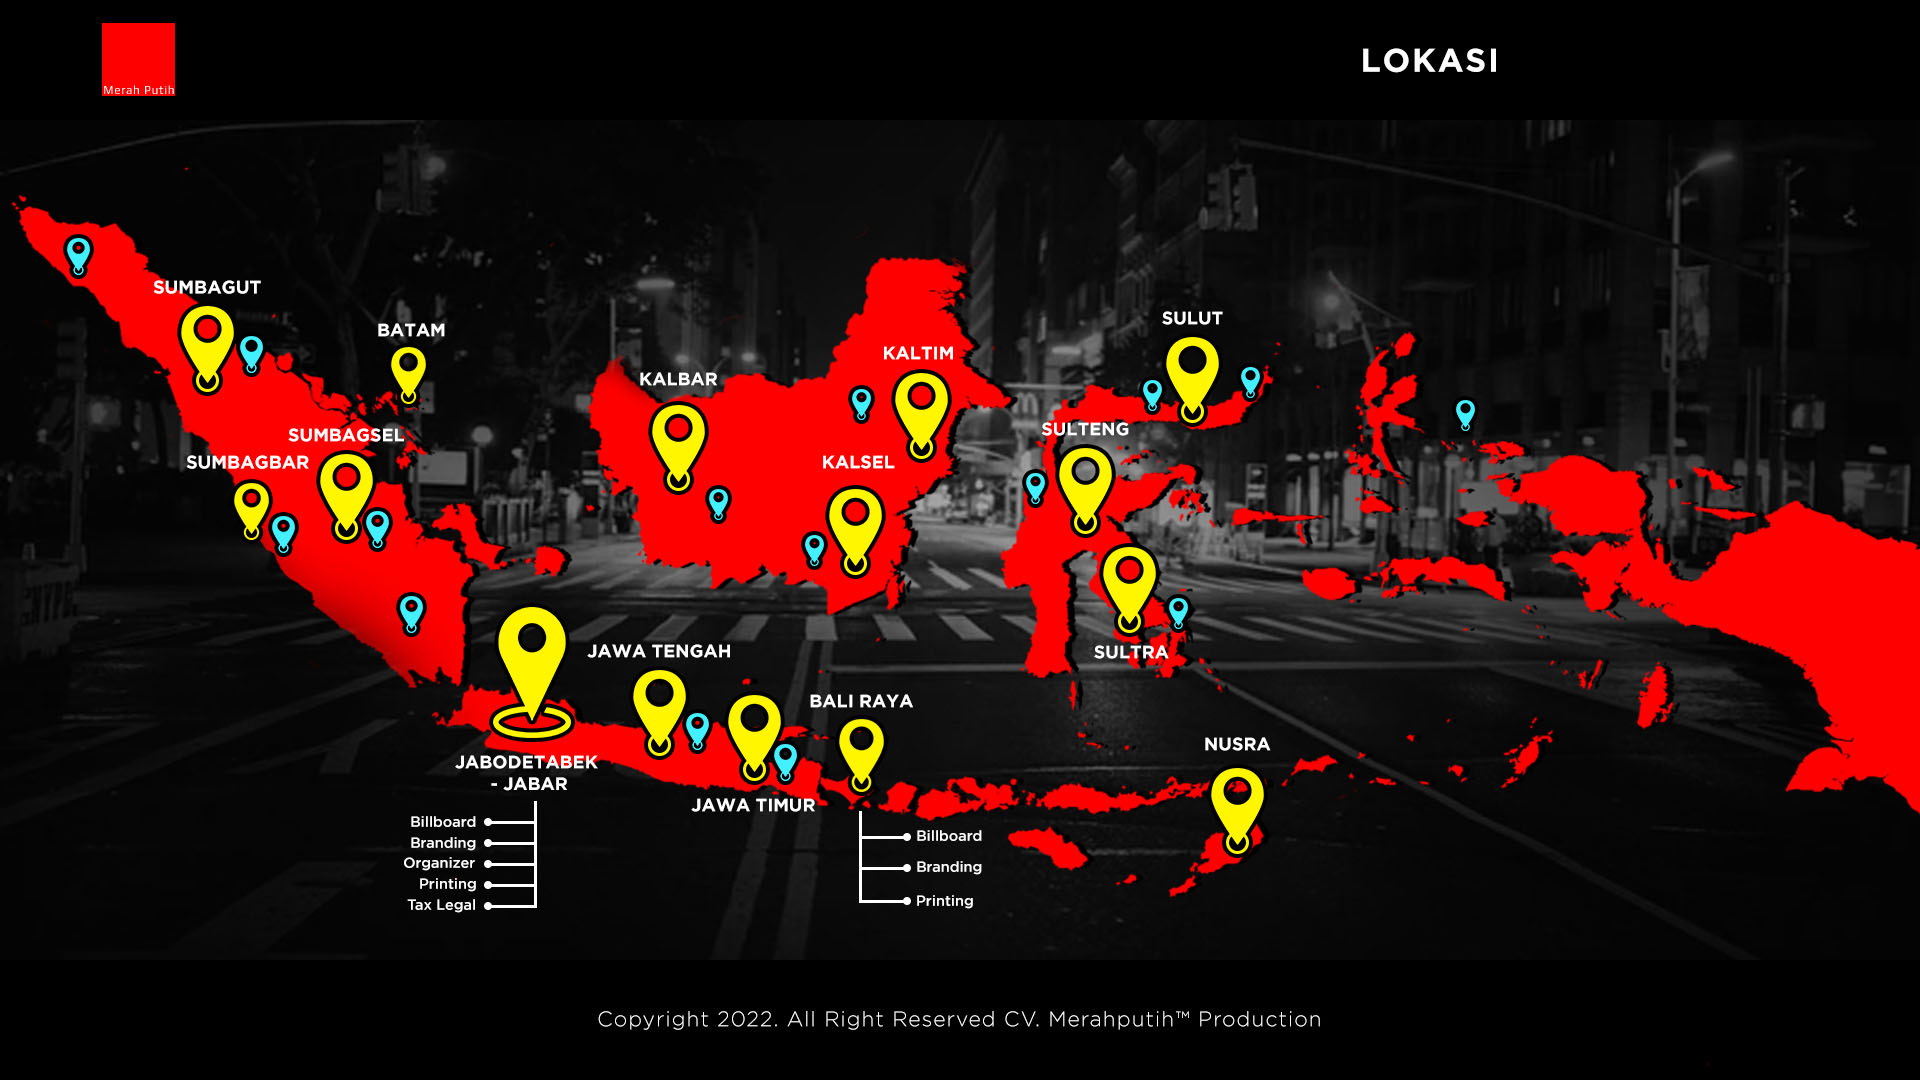 Merah Putih
LOKASI
SUMBAGUT
BATAM
SULUT
KALTIM
KALBAR
SUMBAGSEL
SULTENG
SUMBAGBAR
KALSEL
JAWA TENGAH
SULTRA
BALI RAYA
NUSRA
JABODETABEK
- JABAR
JAWA TIMUR
Billboard
Branding
Organizer
Printing
Tax Legal
Billboard
Branding
Printing
Copyright 2022. All Right Reserved CV. Merahputih™ Production